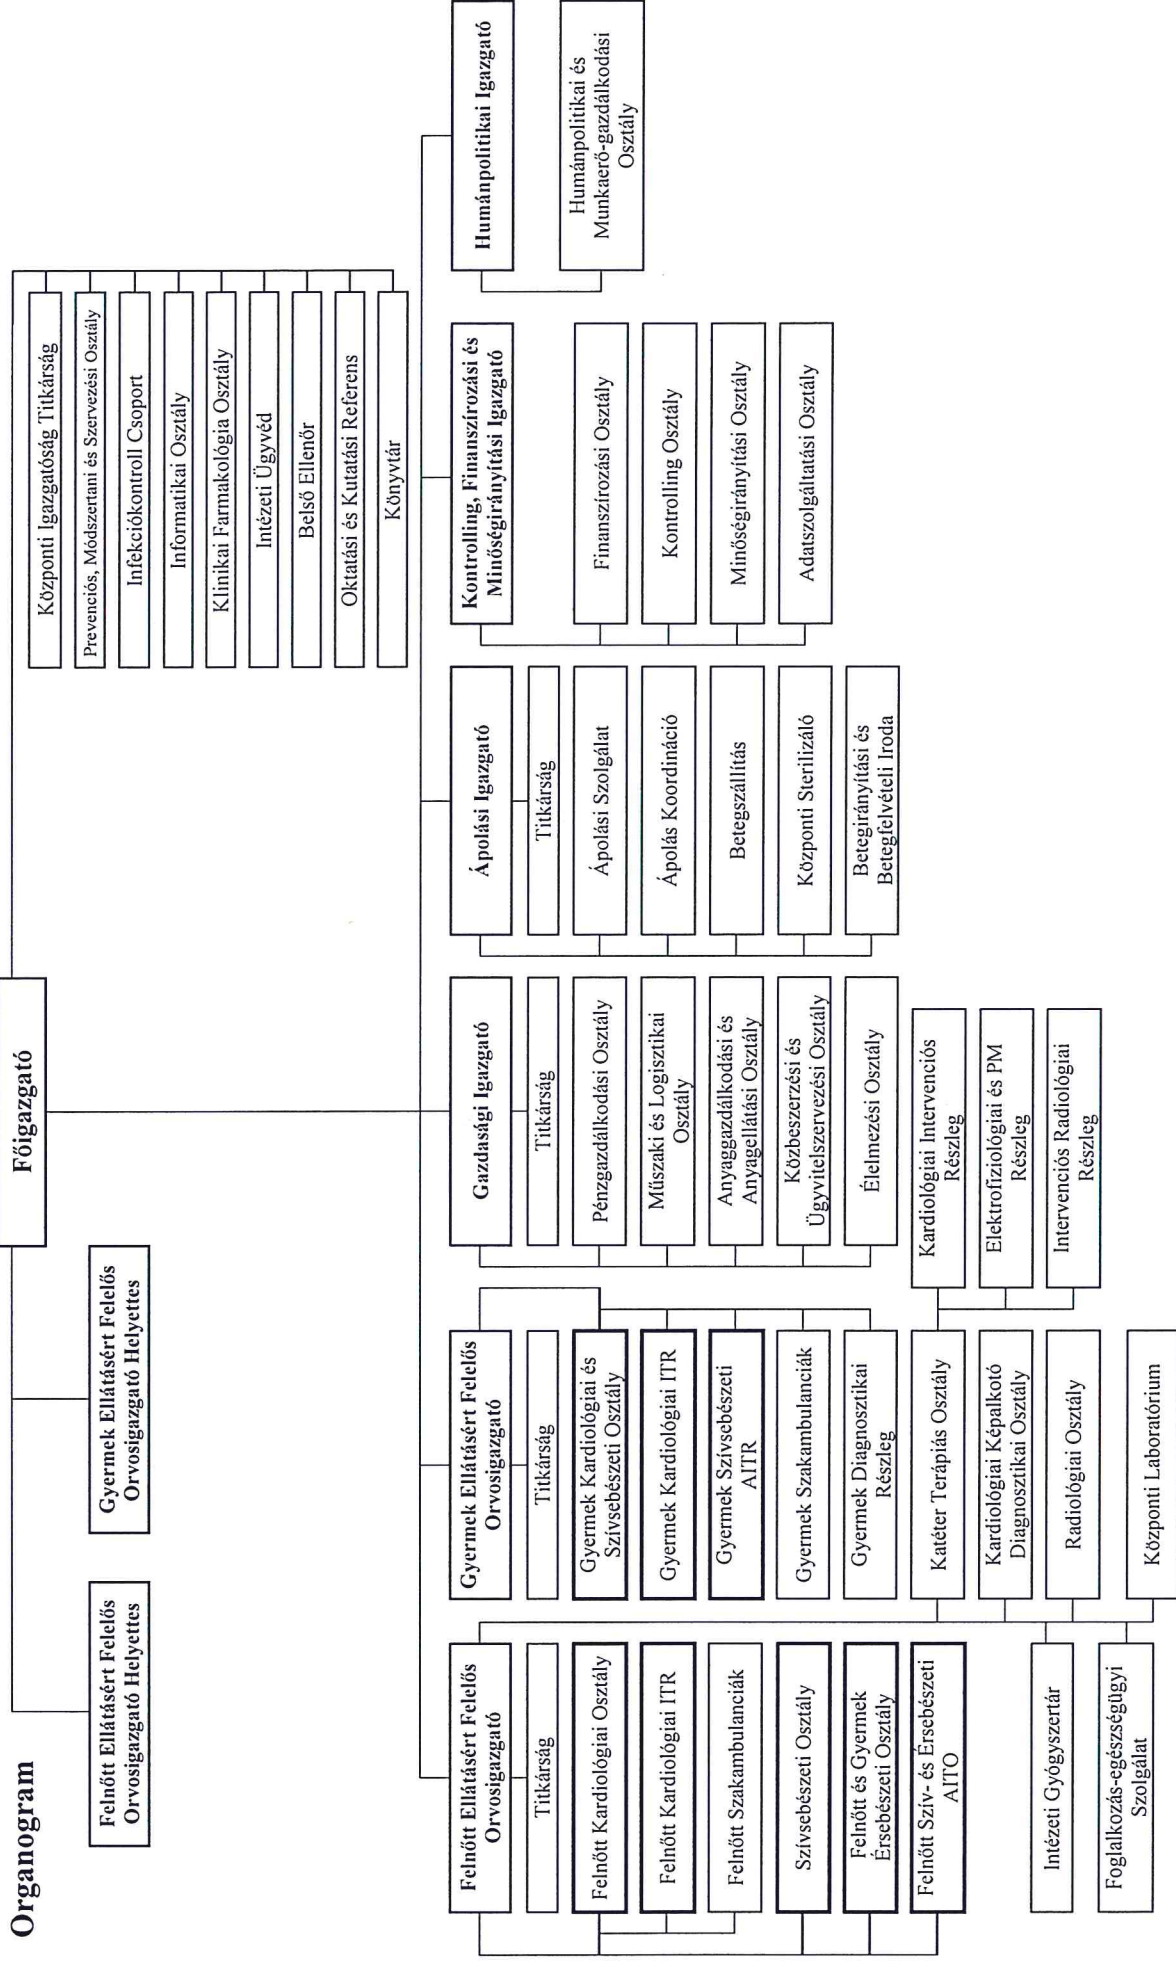 Organogram
Főigazgató
Felnőtt Ellátásért Felelős
Orvosigazgató Helyettes
Gyermek Ellátásért Felelős
Orvosigazgató Helyettes
Központi Igazgatóság Titkárság
Prevenciós, Módszertani és Szervezési Osztály
Infekciókontroll Csoport
Informatikai Osztály
Klinikai Farmakológia Osztály
Intézeti Ügyvéd
Belső Ellenőr
Oktatási és Kutatási Referens
Könyvtár
Felnőtt Ellátásért Felelős
Orvosigazgató
Titkárság
Felnőtt Kardiológiai Osztály
Felnőtt Kardiológiai ITR
Felnőtt Szakambulanciák
Szívsebészeti Osztály
Felnőtt és Gyermek
Érsebészeti Osztály
Felnőtt Szív- és Érsebészeti
AITO
Intézeti Gyógyszertár
Foglalkozás-egészségügyi
Szolgálat
Gyermek Ellátásért Felelős
Orvosigazgató
Titkárság
Gyermek Kardiológiai és
Szívsebészeti Osztály
Gyermek Kardiológiai ITR
Gyermek Szívsebészeti
AITR
Gyermek Szakambulanciák
Gyermek Diagnosztikai
Részleg
Katéter Terápiás Osztály
Kardiológiai Képalkotó
Diagnosztikai Osztály
Radiológiai Osztály
Központi Laboratórium
Gazdasági Igazgató
Titkárság
Pénzgazdálkodási Osztály
Műszaki és Logisztikai
Osztály
Anyaggazdálkodási és
Anyagellátási Osztály
Közbeszerzési és
Ügyvitelszervezési Osztály
Élelmezési Osztály
Kardiológiai Intervenciós
Részleg
Elektrofiziológiai és PM
Részleg
Intervenciós Radiológiai
Részleg
Ápolási Igazgató
Titkárság
Ápolási Szolgálat
Ápolás Koordináció
Betegszállítás
Központi Sterilizáló
Betegirányítási és
Betegfelvételi Iroda
Kontrolling, Finanszírozási és
Minőségirányítási Igazgató
Finanszírozási Osztály
Kontrolling Osztály
Minőségirányítási Osztály
Adatszolgáltatási Osztály
Humánpolitikai Igazgató
Humánpolitikai és
Munkaerő-gazdálkodási
Osztály